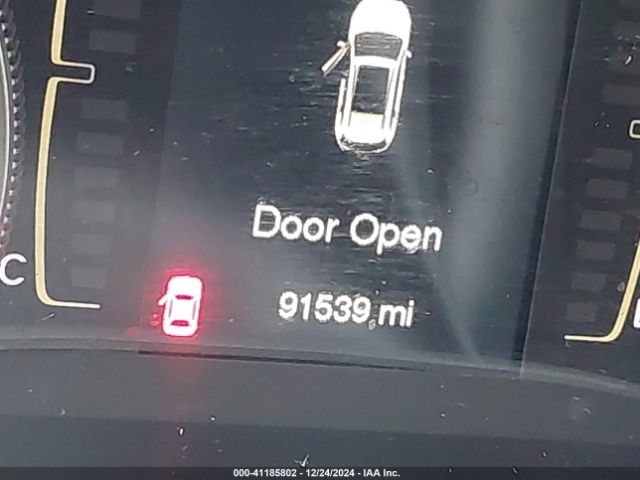 Door Open
C
91539 mi
000-41185802 - 12/24/2024 - IAA Inc.